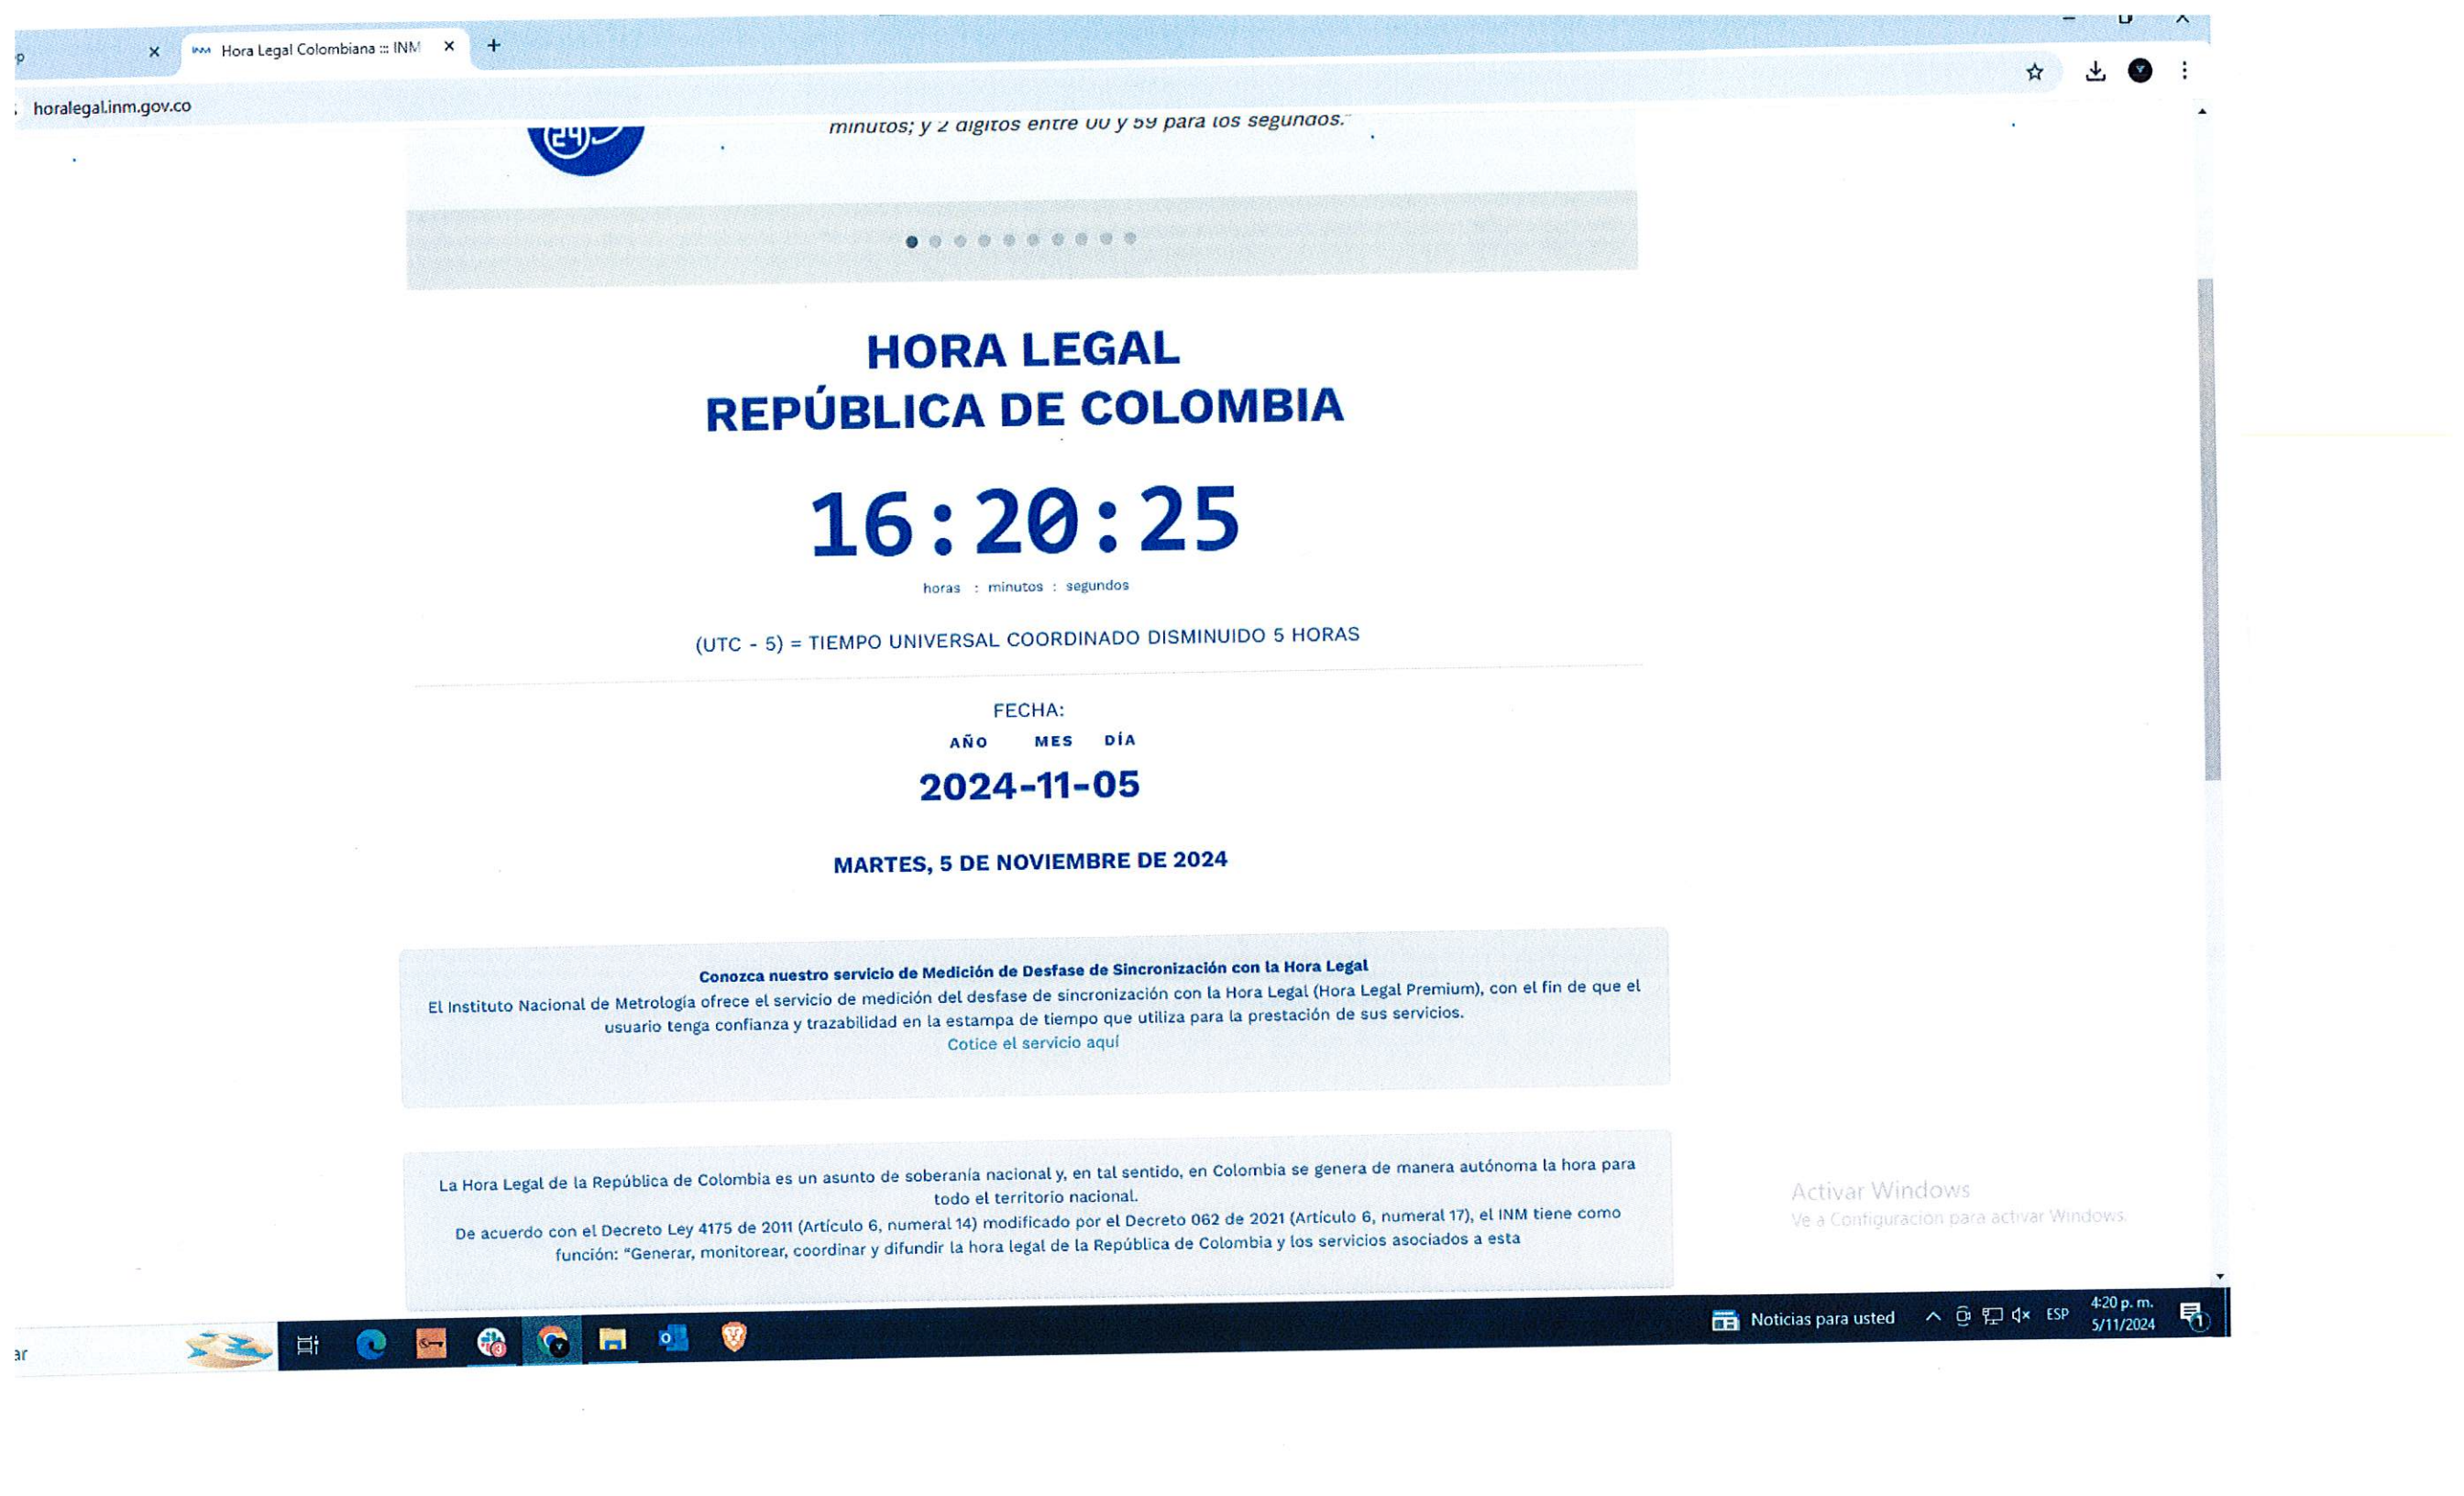 Hora Legal Colombiana ::: INM
horalegal.inm.gov.co
24
minutos; y 2 dígitos entre 00 y 59 para los segundos."
HORA LEGAL
REPÚBLICA DE COLOMBIA
16:20:25
horas : minutos : segundos
(UTC - 5) = TIEMPO UNIVERSAL COORDINADO DISMINUIDO 5 HORAS
FECHA:
AÑO MES DÍA
2024-11-05
MARTES, 5 DE NOVIEMBRE DE 2024
Conozca nuestro servicio de Medición de Desfase de Sincronización con la Hora Legal
El Instituto Nacional de Metrología ofrece el servicio de medición del desfase de sincronización con la Hora Legal (Hora Legal Premium), con el fin de que el
usuario tenga confianza y trazabilidad en la estampa de tiempo que utiliza para la prestación de sus servicios.
Cotice el servicio aquí
La Hora Legal de la República de Colombia es un asunto de soberanía nacional y, en tal sentido, en Colombia se genera de manera autónoma la hora para
todo el territorio nacional.
De acuerdo con el Decreto Ley 4175 de 2011 (Artículo 6, numeral 14) modificado por el Decreto 062 de 2021 (Artículo 6, numeral 17), el INM tiene como
función: “Generar, monitorear, coordinar y difundir la hora legal de la República de Colombia y los servicios asociados a esta
Activar Windows
Ve a Configuración para activar Windows.
ar
Noticias para usted
ESP
4:20 p. m.
5/11/2024
1